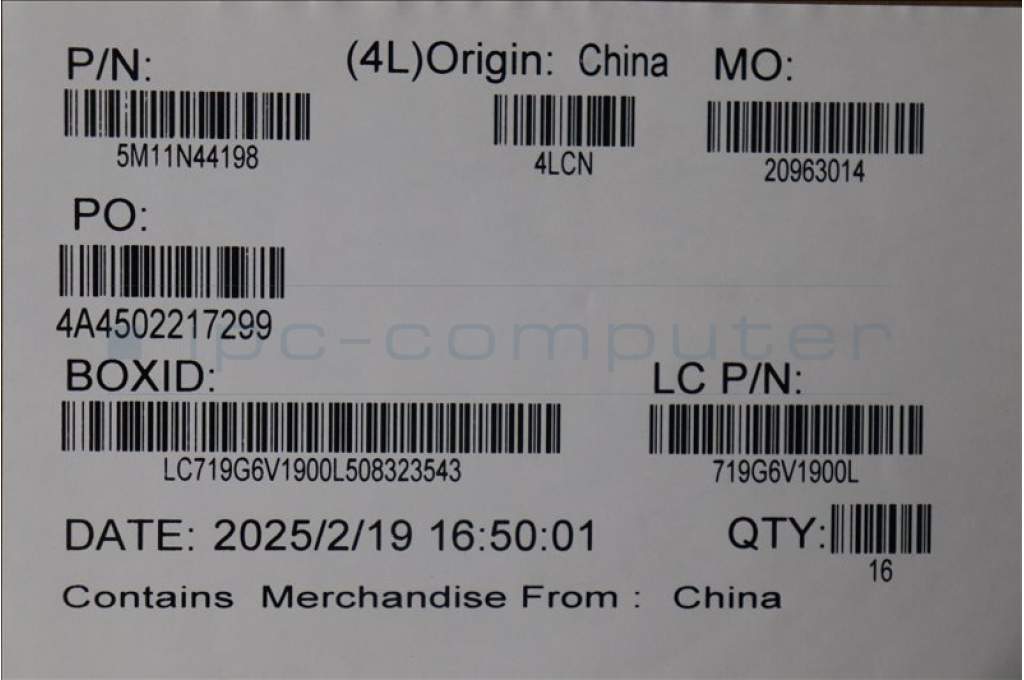 P/N: (4L)Origin: China MO:
5M11N44198 4LCN 20963014
PO:
4A4502217299
ipc-computer
BOXID: LC P/N:
LC719G6V1900L508323543 719G6V1900L
DATE: 2025/2/19 16:50:01 QTY:
16
Contains Merchandise From : China